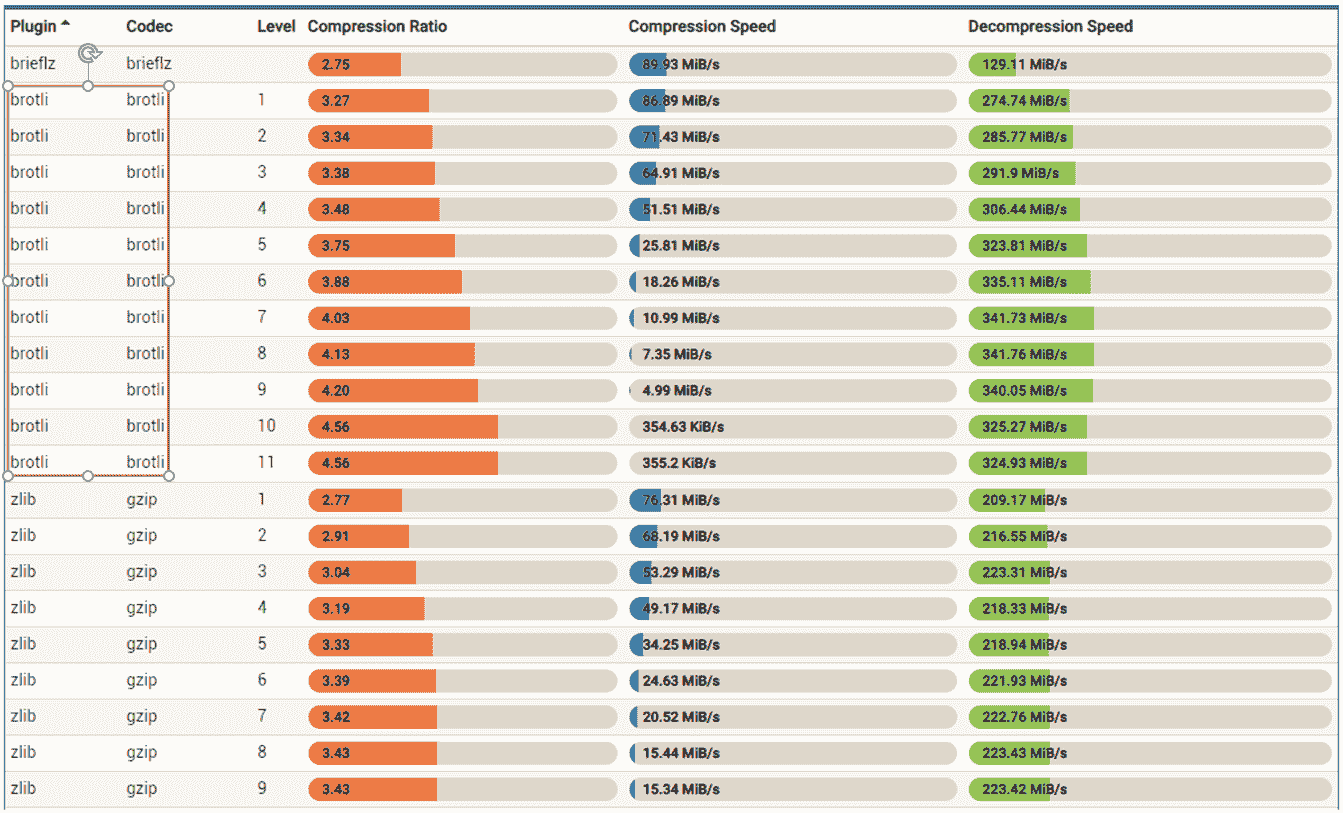 Plugin Codec Level Compression Ratio Compression Speed Decompression Speed
brieflz brieflz 2.75 89.93 MiB/s 129.11 MiB/s
brotli brotli 1 3.27 86.89 MiB/s 274.74 MiB/s
brotli brotli 2 3.34 71.43 MiB/s 285.77 MiB/s
brotli brotli 3 3.38 64.91 MiB/s 291.9 MiB/s
brotli brotli 4 3.48 51.51 MiB/s 306.44 MiB/s
brotli brotli 5 3.75 25.81 MiB/s 323.81 MiB/s
brotli brotli 6 3.88 18.26 MiB/s 335.11 MiB/s
brotli brotli 7 4.03 10.99 MiB/s 341.73 MiB/s
brotli brotli 8 4.13 7.35 MiB/s 341.76 MiB/s
brotli brotli 9 4.20 4.99 MiB/s 340.05 MiB/s
brotli brotli 10 4.56 354.63 KiB/s 325.27 MiB/s
brotli brotli 11 4.56 355.2 KiB/s 324.93 MiB/s
zlib gzip 1 2.77 76.31 MiB/s 209.17 MiB/s
zlib gzip 2 2.91 68.19 MiB/s 216.55 MiB/s
zlib gzip 3 3.04 53.29 MiB/s 223.31 MiB/s
zlib gzip 4 3.19 49.17 MiB/s 218.33 MiB/s
zlib gzip 5 3.33 34.25 MiB/s 218.94 MiB/s
zlib gzip 6 3.39 24.63 MiB/s 221.93 MiB/s
zlib gzip 7 3.42 20.52 MiB/s 222.76 MiB/s
zlib gzip 8 3.43 15.44 MiB/s 223.43 MiB/s
zlib gzip 9 3.43 15.34 MiB/s 223.42 MiB/s